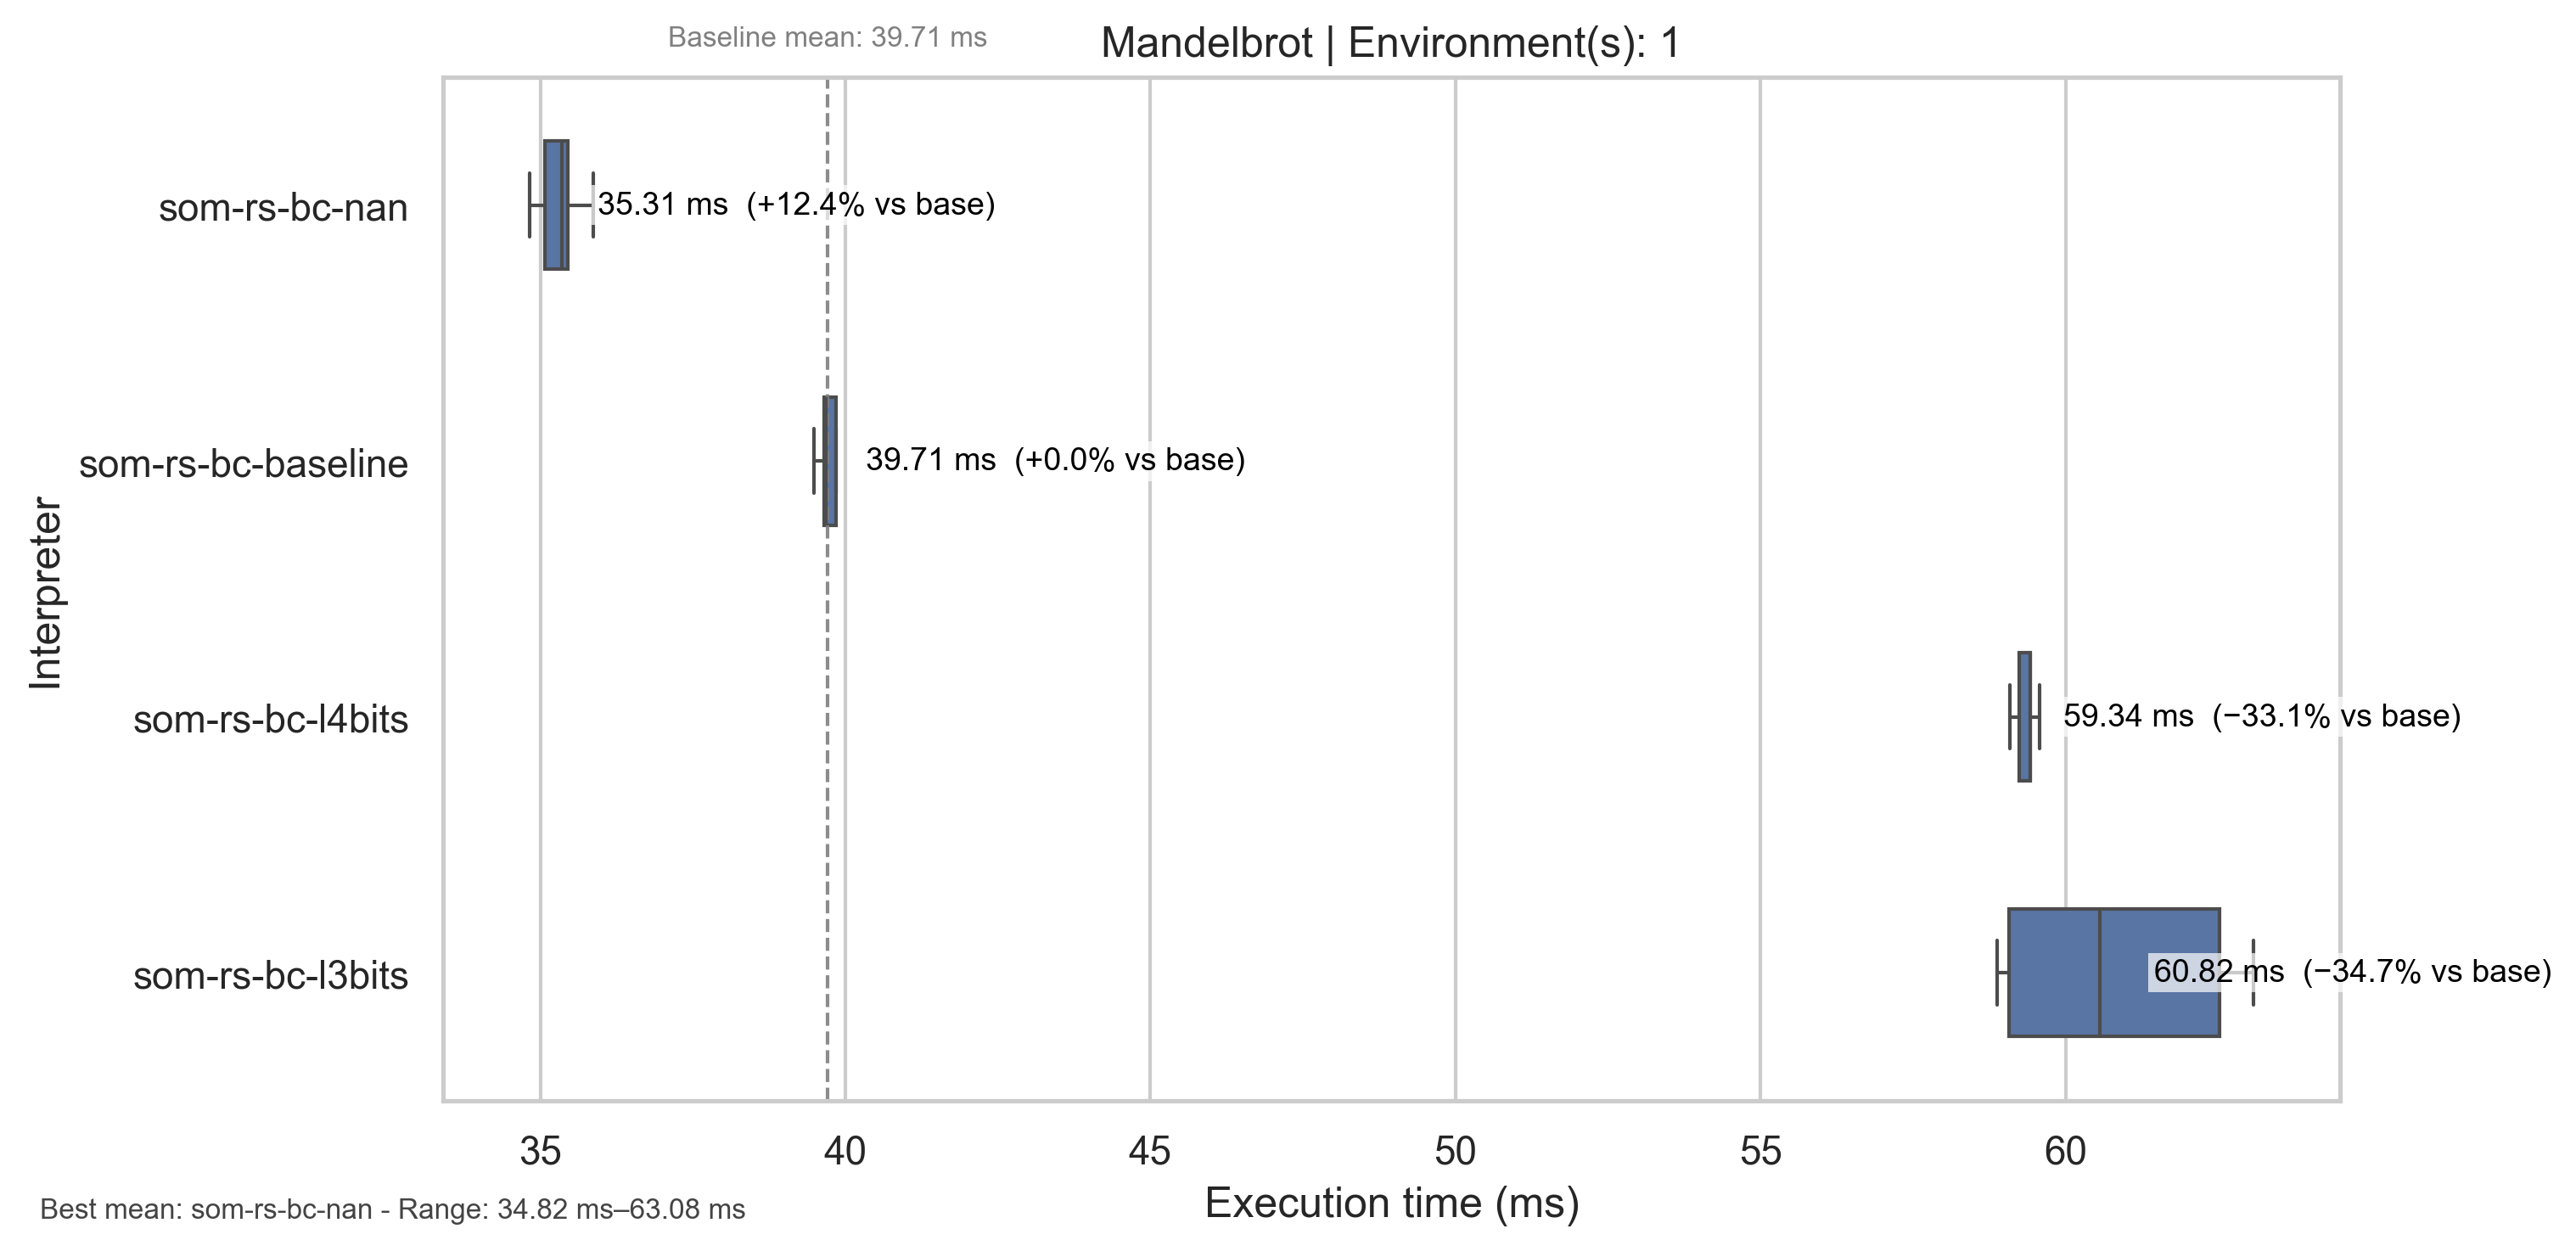 Baseline mean: 39.71 ms
Mandelbrot | Environment(s): 1
som-rs-bc-nan
35.31 ms (+12.4% vs base)
som-rs-bc-baseline
39.71 ms (+0.0% vs base)
Interpreter
som-rs-bc-l4bits
59.34 ms (−33.1% vs base)
som-rs-bc-l3bits
60.82 ms (−34.7% vs base)
35 40 45 50 55 60
Execution time (ms)
Best mean: som-rs-bc-nan - Range: 34.82 ms–63.08 ms